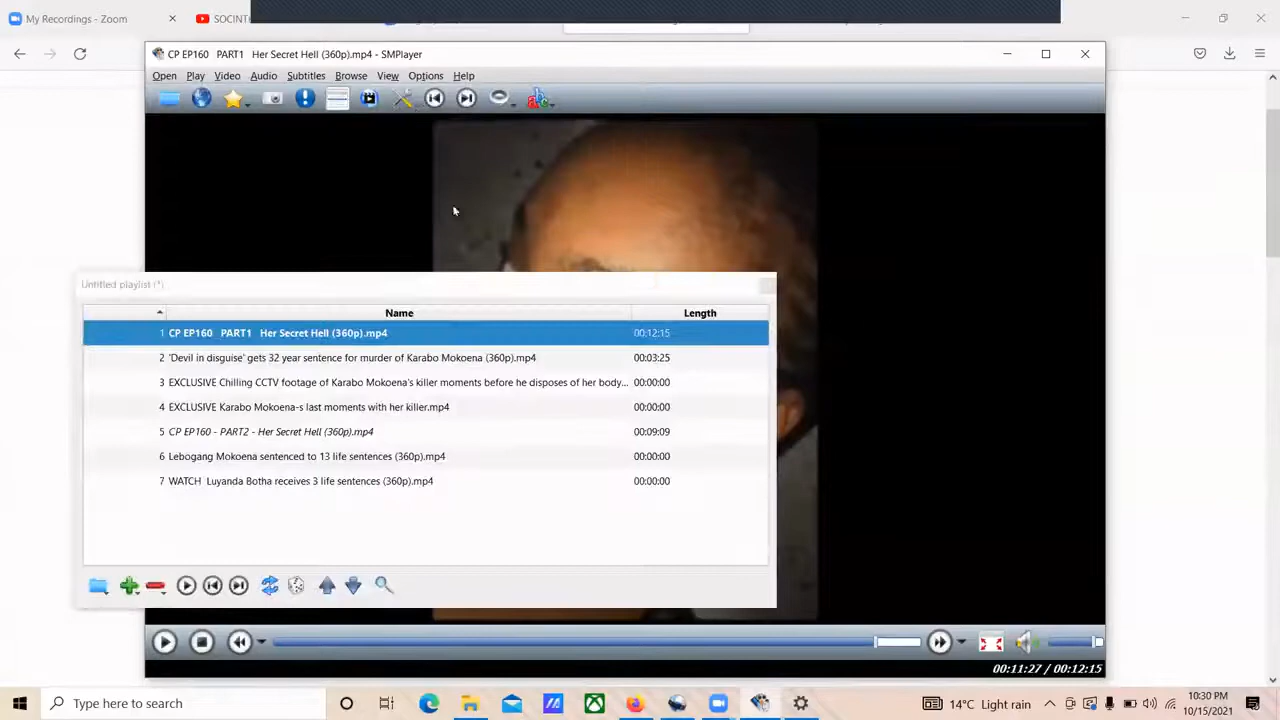 My Recordings - Zoom
SOCINT
CP EP160 PART1 Her Secret Hell (360p).mp4 - SMPlayer
Open Play Video Audio Subtitles Browse View Options Help
Untitled playlist (*)
Name Length
1 CP EP160 PART1 Her Secret Hell (360p).mp4 00:12:15
2 'Devil in disguise' gets 32 year sentence for murder of Karabo Mokoena (360p).mp4 00:03:25
3 EXCLUSIVE Chilling CCTV footage of Karabo Mokoena's killer moments before he disposes of her body... 00:00:00
4 EXCLUSIVE Karabo Mokoena-s last moments with her killer.mp4 00:00:00
5 CP EP160 - PART2 - Her Secret Hell (360p).mp4 00:09:09
6 Lebogang Mokoena sentenced to 13 life sentences (360p).mp4 00:00:00
7 WATCH Luyanda Botha receives 3 life sentences (360p).mp4 00:00:00
00:11:27 / 00:12:15
Type here to search
14°C Light rain
10:30 PM
10/15/2021